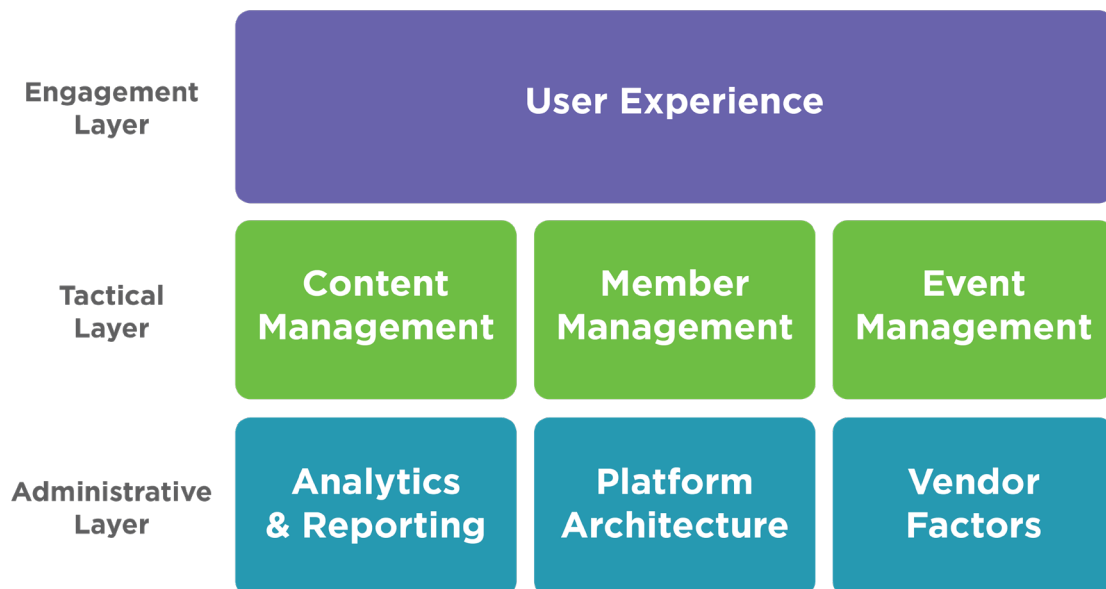 Engagement
Layer
User Experience
Tactical
Layer
Content
Management
Member
Management
Event
Management
Administrative
Layer
Analytics
& Reporting
Platform
Architecture
Vendor
Factors